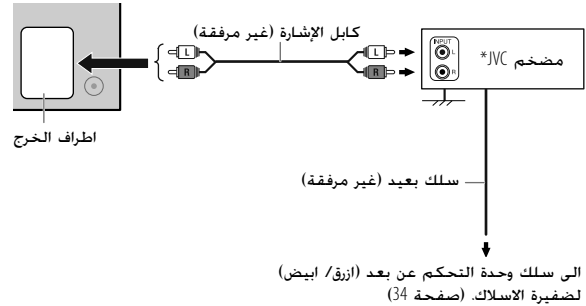 كابل الإشارة (غير مرفقة)
L
R
L
R
INPUT
L
R
مضخم JVC*
اطراف الخرج
سلك بعيد (غير مرفقة)
الى سلك وحدة التحكم عن بعد (ازرق/ ابيض)
لضفيرة الاسلاك. (صفحة 34)